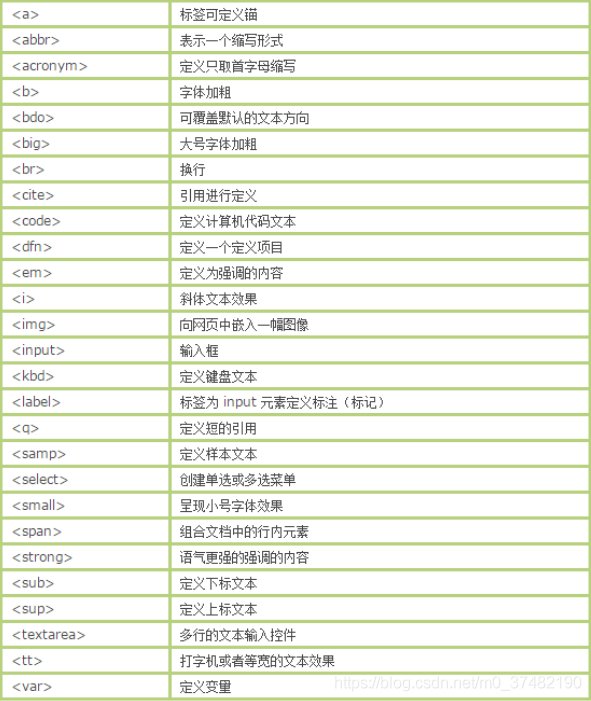 <a> 标签可定义锚
<abbr> 表示一个缩写形式
<acronym> 定义只取首字母缩写
<b> 字体加粗
<bdo> 可覆盖默认的文本方向
<big> 大号字体加粗
<br> 换行
<cite> 引用进行定义
<code> 定义计算机代码文本
<dfn> 定义一个定义项目
<em> 定义为强调的内容
<i> 斜体文本效果
<img> 向网页中嵌入一幅图像
<input> 输入框
<kbd> 定义键盘文本
<label> 标签为 input 元素定义标注（标记）
<q> 定义短的引用
<samp> 定义样本文本
<select> 创建单选或多选菜单
<small> 呈现小号字体效果
<span> 组合文档中的行内元素
<strong> 语气更强的强调的内容
<sub> 定义下标文本
<sup> 定义上标文本
<textarea> 多行的文本输入控件
<tt> 打字机或者等宽的文本效果
<var> 定义变量
https://blog.csdn.net/m0_37482190